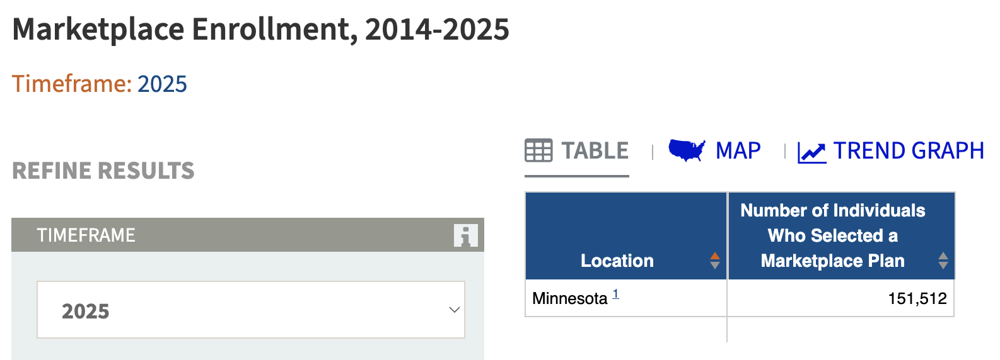 Marketplace Enrollment, 2014-2025
Timeframe: 2025
REFINE RESULTS
TIMEFRAME
2025
TABLE | MAP | TREND GRAPH
Location
Number of Individuals
Who Selected a
Marketplace Plan
Minnesota 1
151,512